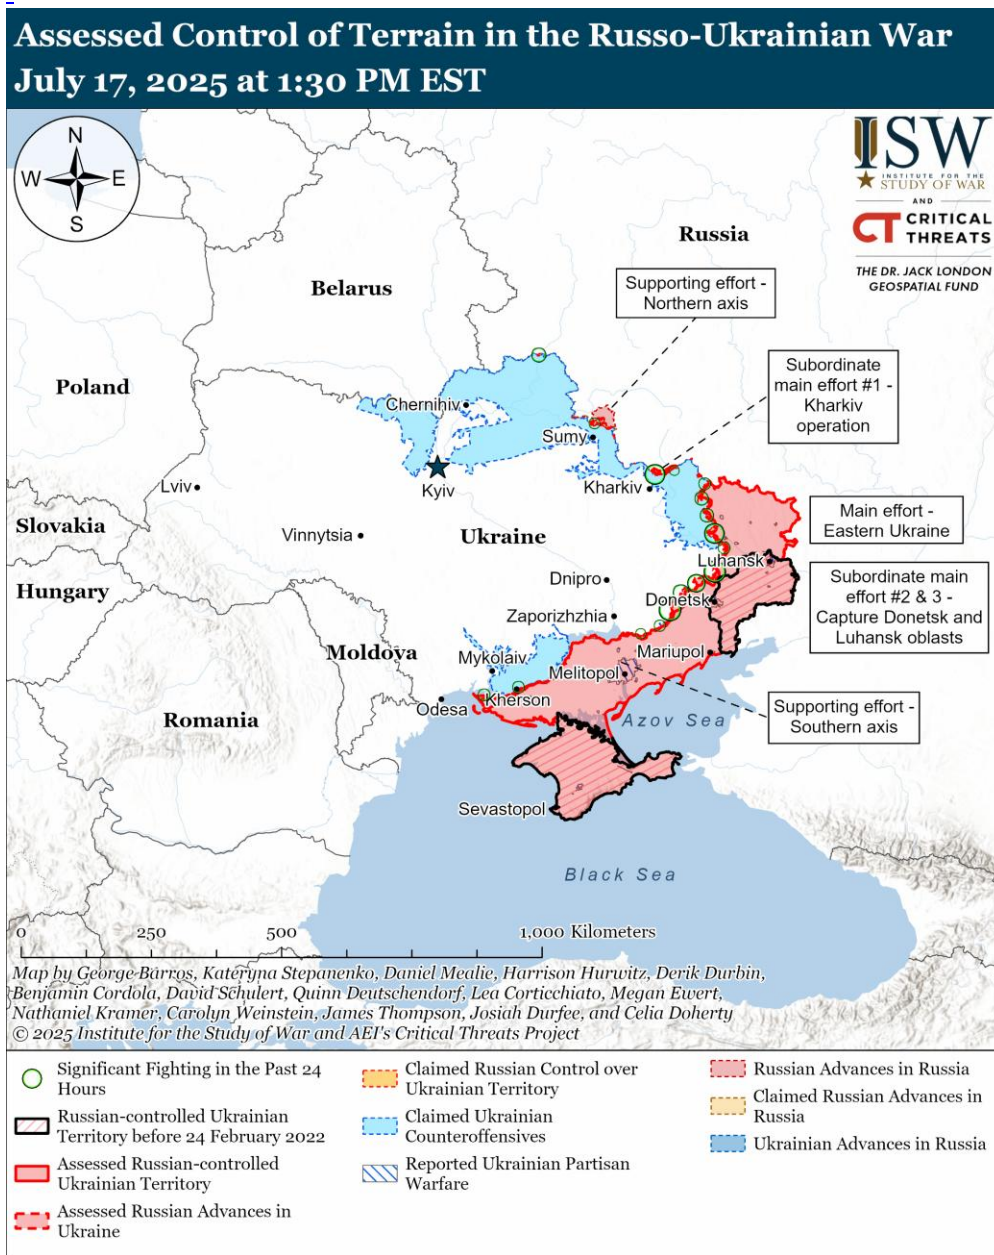 Assessed Control of Terrain in the Russo-Ukrainian War
July 17, 2025 at 1:30 PM EST
N
W
E
S
ISW
INSTITUTE FOR THE
STUDY OF WAR
AND
CT CRITICAL
THREATS
THE DR. JACK LONDON
GEOSPATIAL FUND
Russia
Supporting effort -
Northern axis
Belarus
Subordinate
main effort #1 -
Kharkiv
operation
Poland
Chernihiv
Sumy
Lviv
Kyiv
Kharkiv
Slovakia
Vinnytsia
Ukraine
Main effort -
Eastern Ukraine
Luhansk
Hungary
Dnipro
Donetsk
Subordinate main
effort #2 & 3 -
Capture Donetsk and
Luhansk oblasts
Zaporizhzhia
Moldova
Mykolaiv
Mariupol
Melitopol
Kherson
Odesa
Romania
Azov Sea
Supporting effort -
Southern axis
Sevastopol
Black Sea
0
250
500
1,000 Kilometers
Map by George Barros, Kateryna Stepanenko, Daniel Mealie, Harrison Hurwitz, Derik Durbin,
Benjamin Cordola, David Schulert, Quinn Deutschendorf, Lea Corticchiato, Megan Ewert,
Nathaniel Kramer, Carolyn Weinstein, James Thompson, Josiah Durfee, and Celia Doherty
© 2025 Institute for the Study of War and AEI's Critical Threats Project
Significant Fighting in the Past 24
Hours
Russian-controlled Ukrainian
Territory before 24 February 2022
Assessed Russian-controlled
Ukrainian Territory
Assessed Russian Advances in
Ukraine
Claimed Russian Control over
Ukrainian Territory
Claimed Ukrainian
Counteroffensives
Reported Ukrainian Partisan
Warfare
Russian Advances in Russia
Claimed Russian Advances in
Russia
Ukrainian Advances in Russia